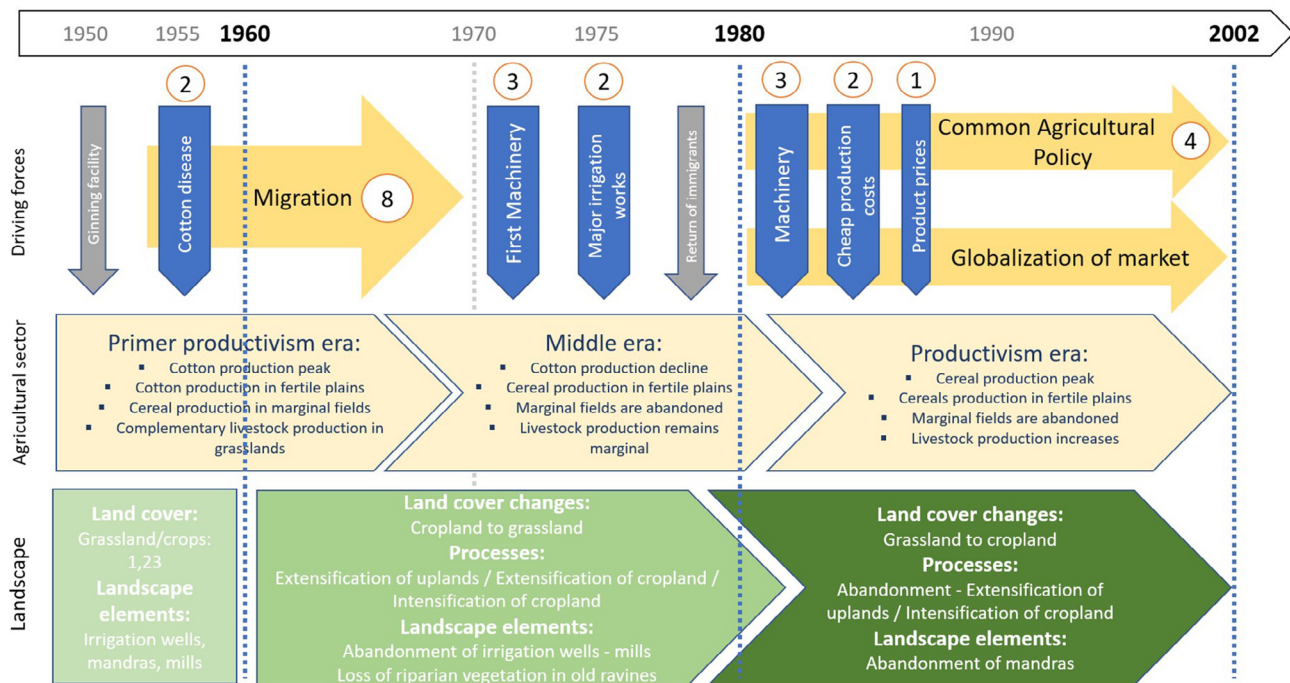 1950
1955
1960
1970
1975
1980
1990
2002
Driving forces
Ginning facility
2
Cotton disease
Migration
8
3
First Machinery
2
Major irrigation
works
Return of immigrants
3
Machinery
2
Cheap production
costs
1
Product prices
Common Agricultural
Policy
4
Globalization of market
Agricultural sector
Primer productivism era:
▪ Cotton production peak
▪ Cotton production in fertile plains
▪ Cereal production in marginal fields
▪ Complementary livestock production in
grasslands
Middle era:
▪ Cotton production decline
▪ Cereal production in fertile plains
▪ Marginal fields are abandoned
▪ Livestock production remains
marginal
Productivism era:
▪ Cereal production peak
▪ Cereals production in fertile plains
▪ Marginal fields are abandoned
▪ Livestock production increases
Landscape
Land cover:
Grassland/crops:
1,23
Landscape
elements:
Irrigation wells,
mandras, mills
Land cover changes:
Cropland to grassland
Processes:
Extensification of uplands / Extensification of cropland /
Intensification of cropland
Landscape elements:
Abandonment of irrigation wells - mills
Loss of riparian vegetation in old ravines
Land cover changes:
Grassland to cropland
Processes:
Abandonment - Extensification of
uplands / Intensification of cropland
Landscape elements:
Abandonment of mandras